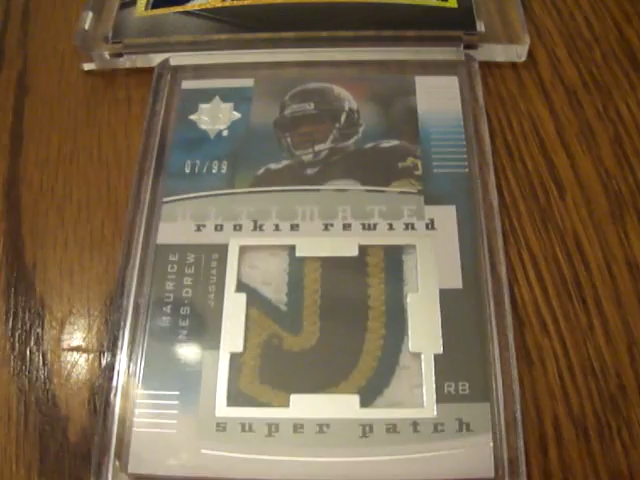 07/99
ULTIMATE
rookie rewind
MAURICE
JONES-DREW
JAGUARS
RB
super patch